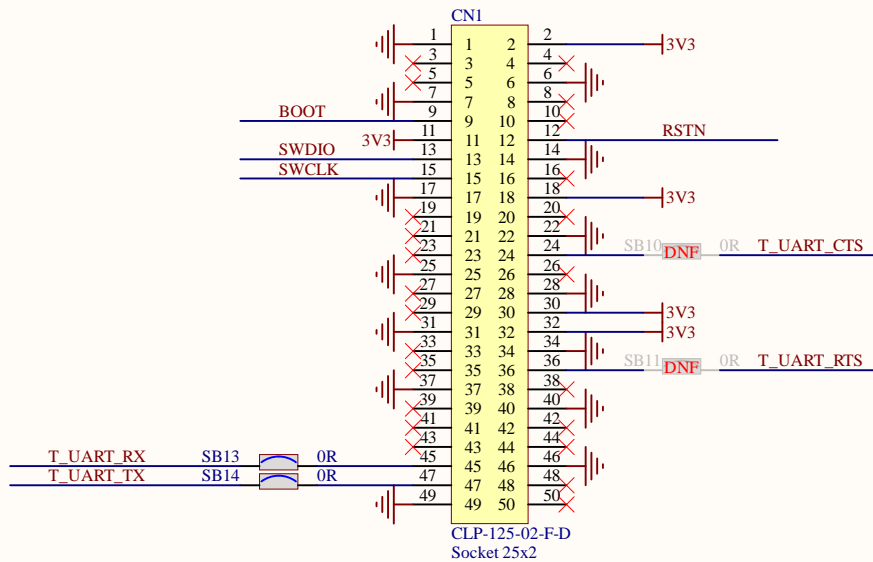 CN1
1 1 2 2 3V3
3 3 4 4
5 5 6 6
7 7 8 8
BOOT 9 9 10 10
3V3 11 11 12 12 RSTN
SWDIO 13 13 14 14
SWCLK 15 15 16 16
17 17 18 18 3V3
19 19 20 20
21 21 22 22
23 23 24 24 SB10 DNF 0R T_UART_CTS
25 25 26 26
27 27 28 28
29 29 30 30 3V3
31 31 32 32 3V3
33 33 34 34
35 35 36 36 SB11 DNF 0R T_UART_RTS
37 37 38 38
39 39 40 40
41 41 42 42
43 43 44 44
T_UART_RX SB13 0R 45 45 46 46
T_UART_TX SB14 0R 47 47 48 48
49 49 50 50
CLP-125-02-F-D
Socket 25x2